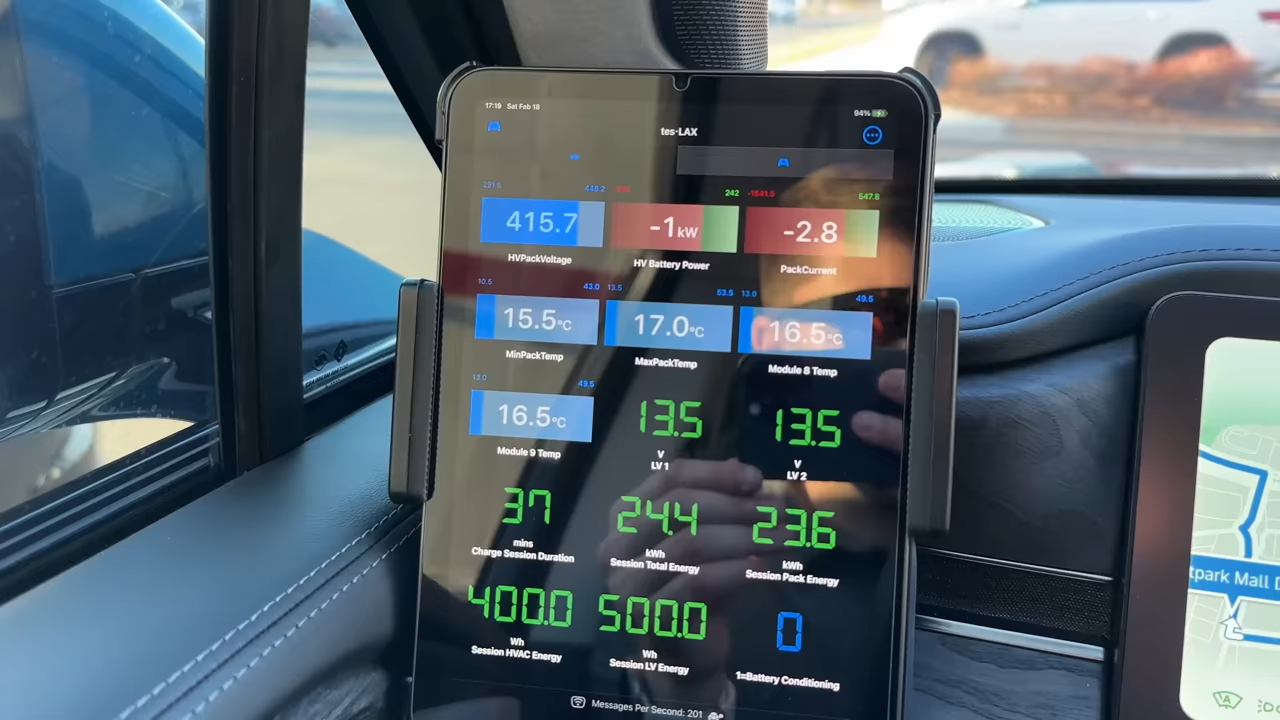 17:19 Sat Feb 18
94%
tes-LAX
449.2
242 -1641.5 547.8
415.7 -1kW -2.8
HVPackVoltage HV Battery Power PackCurrent
10.5 43.0 13.5 53.5 13.0 49.5
15.5°C 17.0°C 16.5°C
MinPackTemp MaxPackTemp Module 8 Temp
13.0 49.5
16.5°C 13.5 13.5
Module 9 Temp
V V
LV 1 LV 2
37 24.4 23.6
mins kWh kWh
Charge Session Duration Session Total Energy Session Pack Energy
400.0 500.0 0
Wh Wh
Session HVAC Energy Session LV Energy 1=Battery Conditioning
Messages Per Second: 201
tpark Mall D